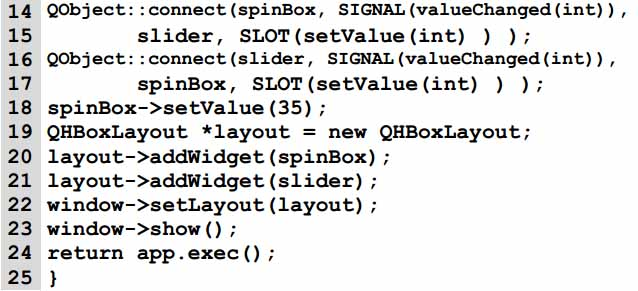 14 QObject::connect(spinBox, SIGNAL(valueChanged(int)),
15 slider, SLOT(setValue(int) ) );
16 QObject::connect(slider, SIGNAL(valueChanged(int)),
17 spinBox, SLOT(setValue(int) ) );
18 spinBox->setValue(35);
19 QHBoxLayout *layout = new QHBoxLayout;
20 layout->addWidget(spinBox);
21 layout->addWidget(slider);
22 window->setLayout(layout);
23 window->show();
24 return app.exec();
25 }